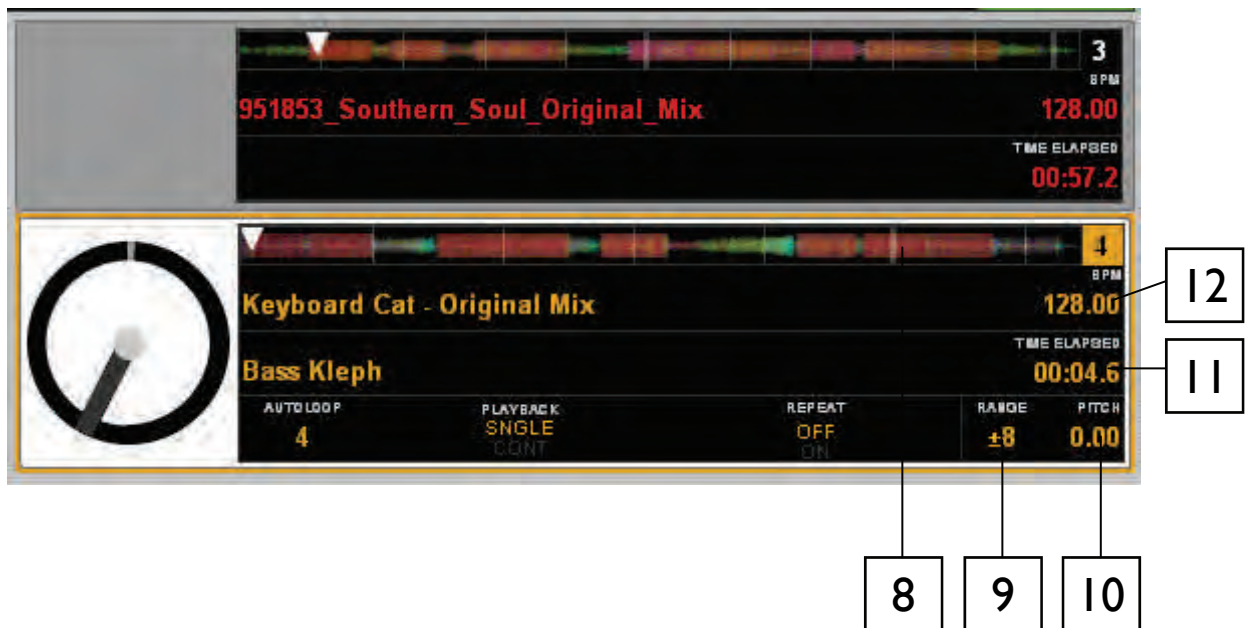 3
BPM
951853_Southern_Soul_Original_Mix 128.00
TIME ELAPSED
00:57.2
4
BPM
Keyboard Cat - Original Mix 128.00
12
TIME ELAPSED
Bass Kleph 00:04.6
11
AUTOLOOP PLAYBACK REPEAT RANGE PITCH
4 SNGLE OFF ±8 0.00
CONT ON
8 9 10